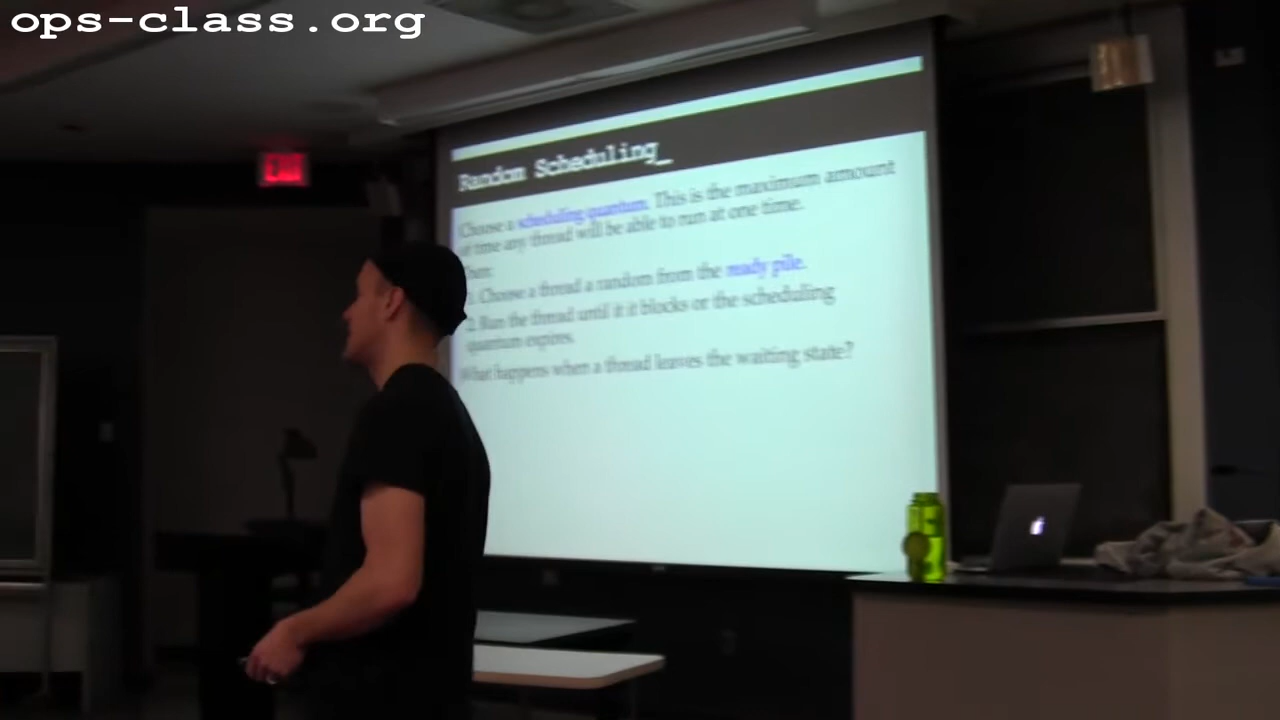 ops-class.org
Random Scheduling_
Choose a scheduling quantum. This is the maximum amount
of time any thread will be able to run at one time.
Then:
1. Choose a thread a random from the ready pile.
2. Run the thread until it it blocks or the scheduling
quantum expires.
What happens when a thread leaves the waiting state?